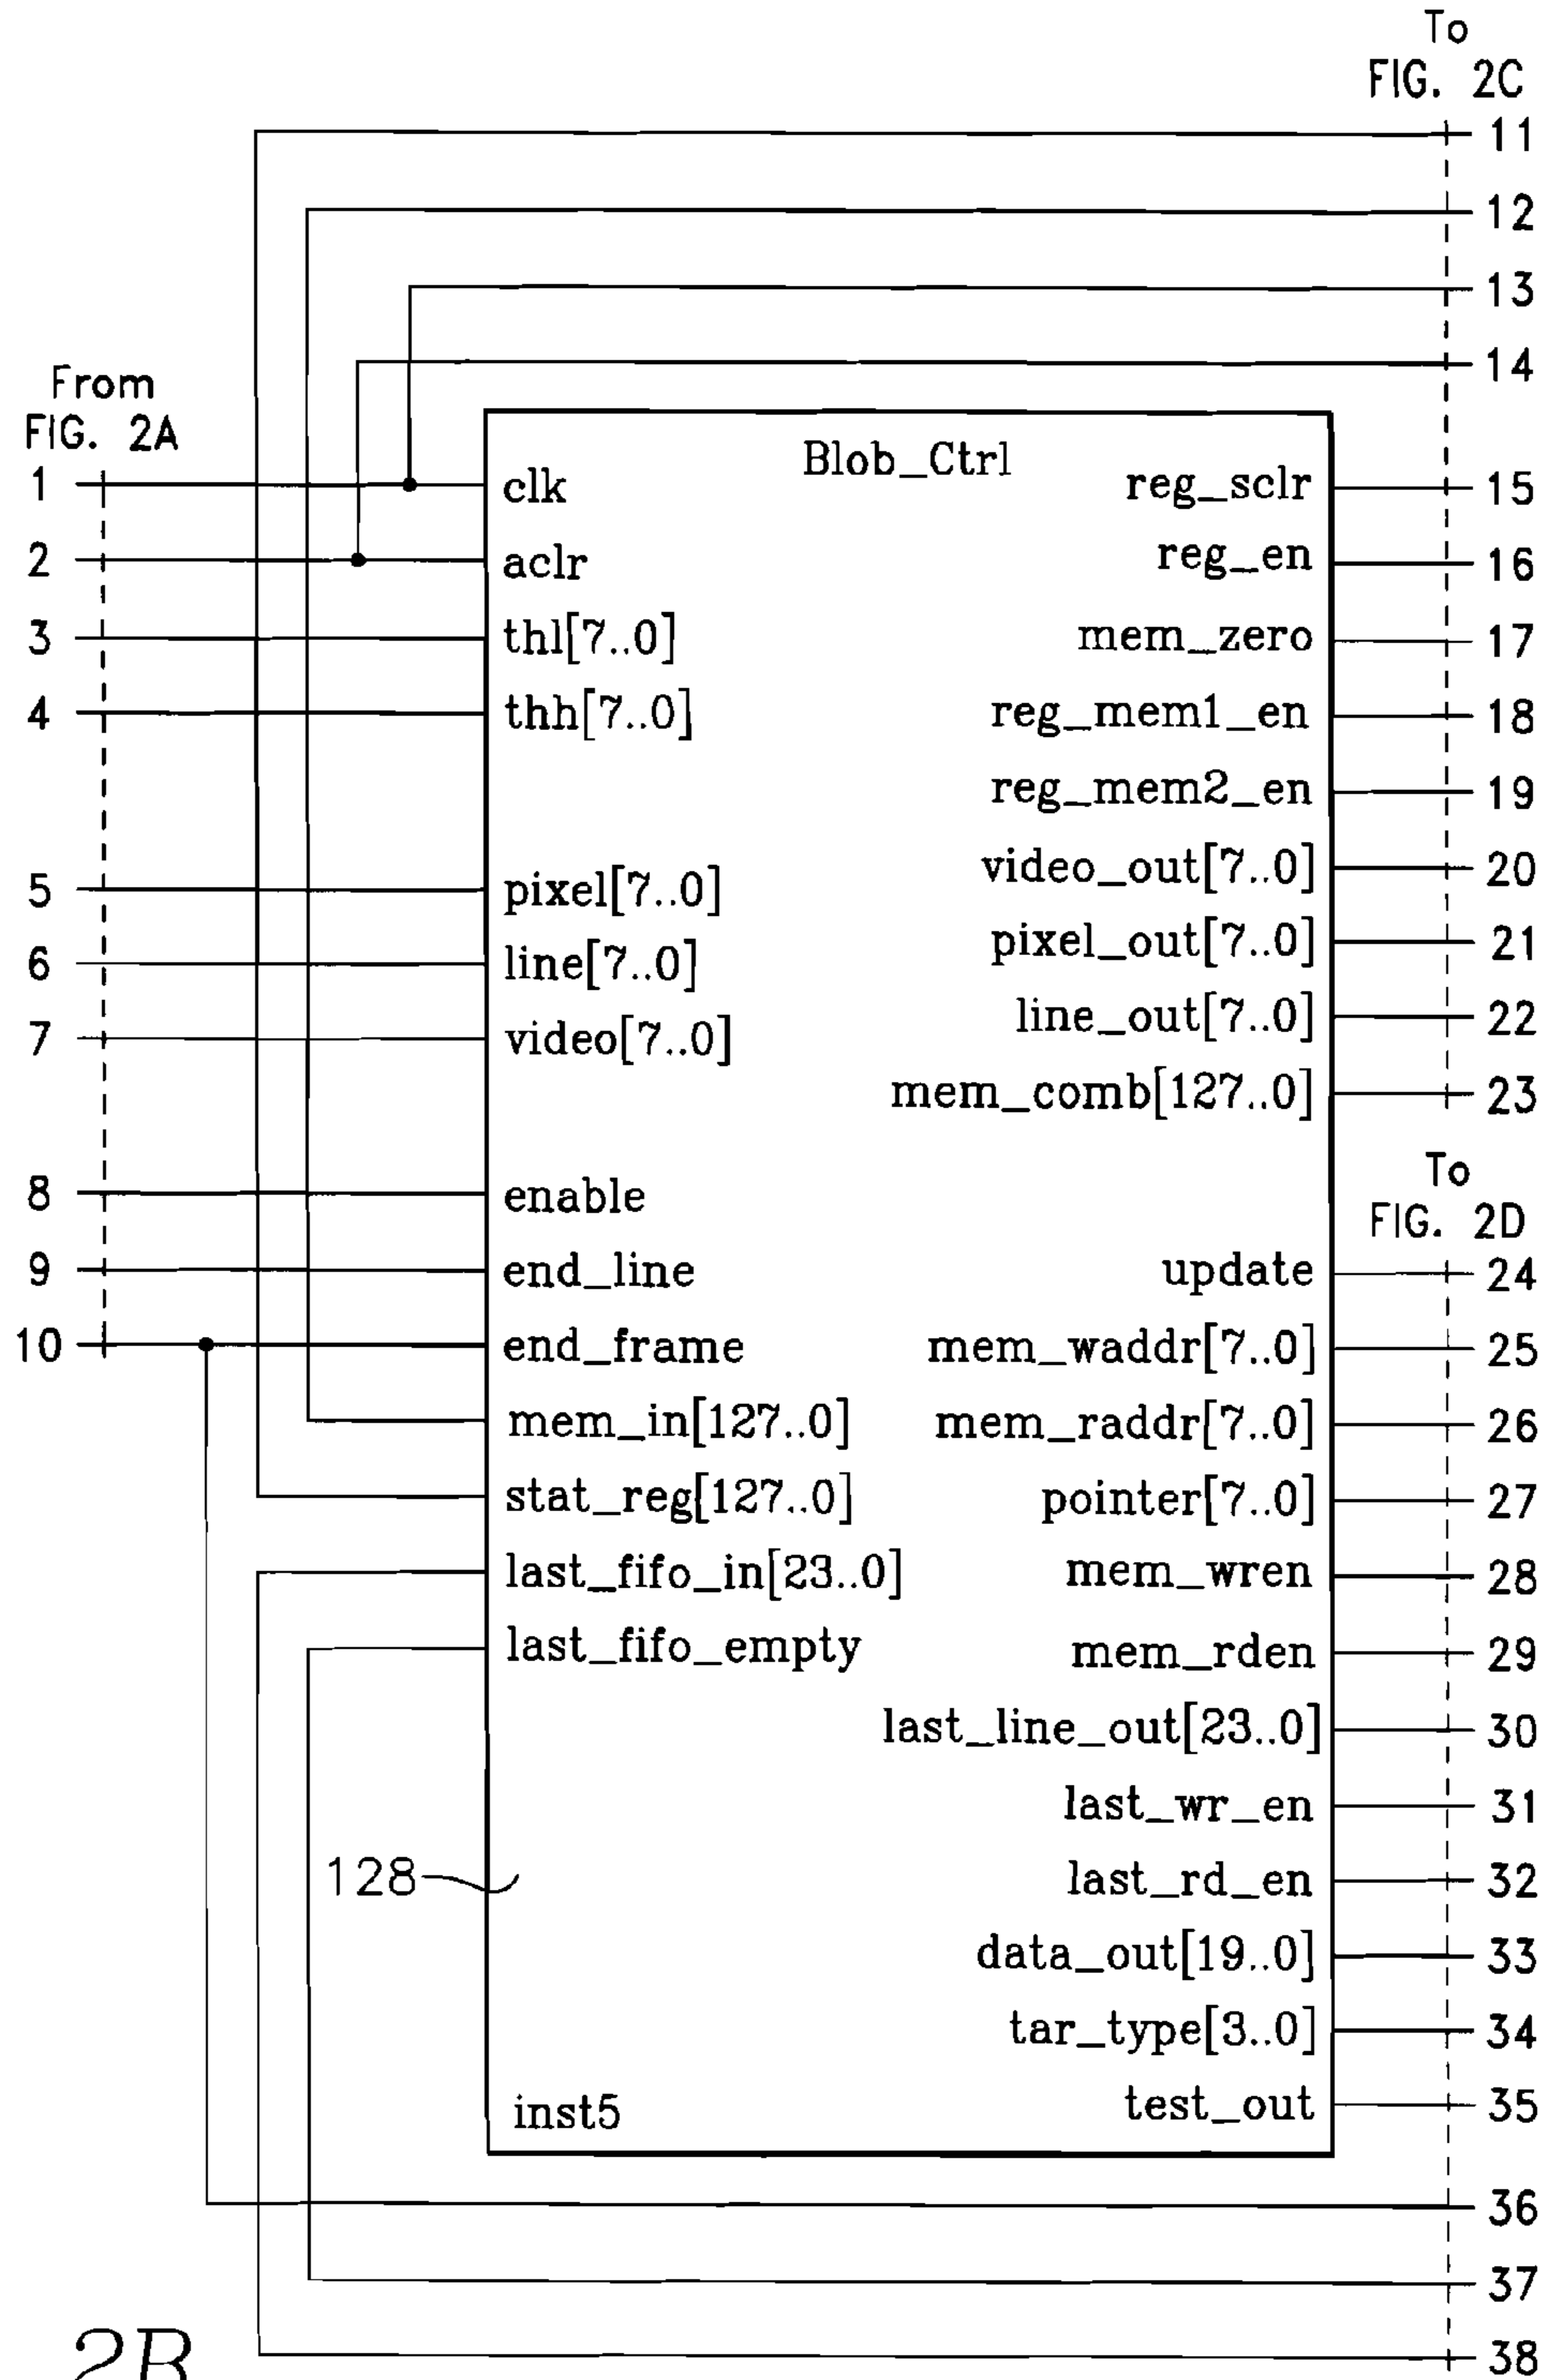 To
FIG. 2C
11
12
13
14
From
FIG. 2A
1
2
3
4
5
6
7
8
9
10
Blob_Ctrl
clk
aclr
thl[7..0]
thh[7..0]
pixel[7..0]
line[7..0]
video[7..0]
enable
end_line
end_frame
mem_in[127..0]
stat_reg[127..0]
last_fifo_in[23..0]
last_fifo_empty
128
inst5
reg_sclr 15
reg_en 16
mem_zero 17
reg_mem1_en 18
reg_mem2_en 19
video_out[7..0] 20
pixel_out[7..0] 21
line_out[7..0] 22
mem_comb[127..0] 23
To
FIG. 2D
update 24
mem_waddr[7..0] 25
mem_raddr[7..0] 26
pointer[7..0] 27
mem_wren 28
mem_rden 29
last_line_out[23..0] 30
last_wr_en 31
last_rd_en 32
data_out[19..0] 33
tar_type[3..0] 34
test_out 35
36
37
38
2B